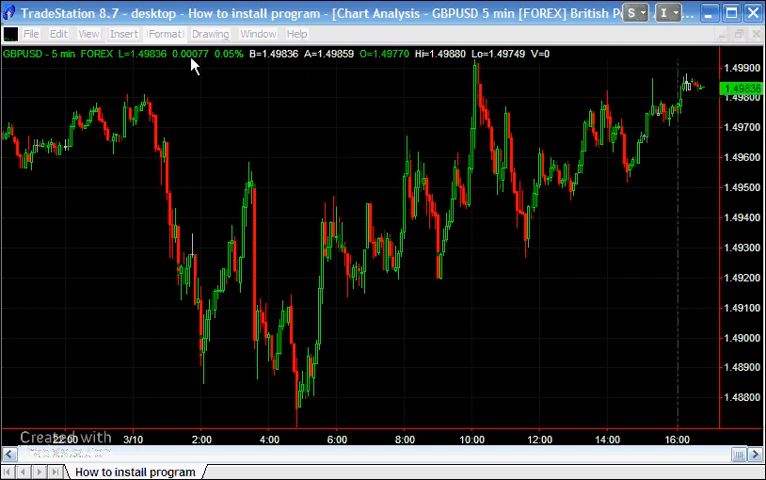 TradeStation 8.7 - desktop - How to install program - [Chart Analysis - GBPUSD 5 min [FOREX] British P
S
I
File Edit View Insert Format Drawing Window Help
GBPUSD - 5 min FOREX L=1.49836 0.00077 0.05% B=1.49836 A=1.49859 O=1.49770 Hi=1.49880 Lo=1.49749 V=0
1.49900
1.49836
1.49800
1.49700
1.49600
1.49500
1.49400
1.49300
1.49200
1.49100
1.49000
1.48900
1.48800
Created with
22:00 3/10 2:00 4:00 6:00 8:00 10:00 12:00 14:00 16:00
How to install program